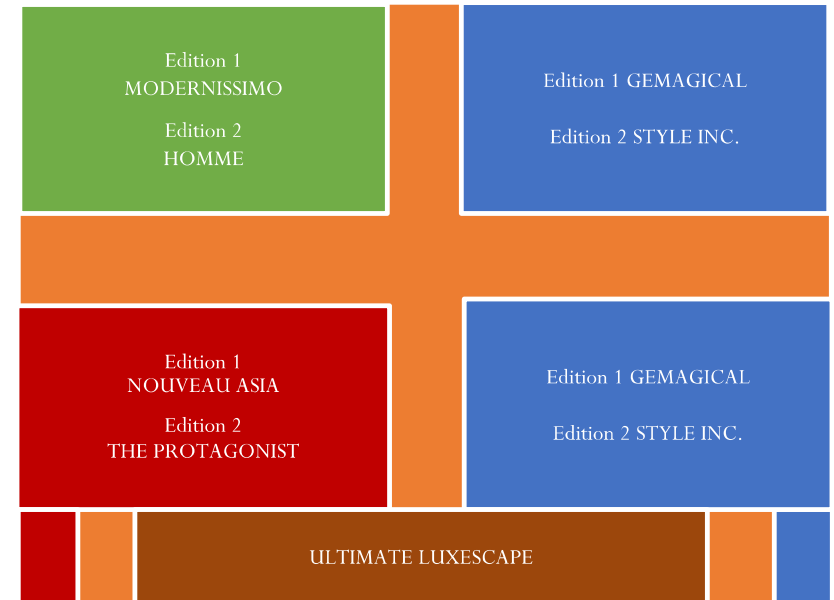 Edition 1
MODERNISSIMO
Edition 2
HOMME
Edition 1 GEMAGICAL
Edition 2 STYLE INC.
Edition 1
NOUVEAU ASIA
Edition 2
THE PROTAGONIST
Edition 1 GEMAGICAL
Edition 2 STYLE INC.
ULTIMATE LUXESCAPE